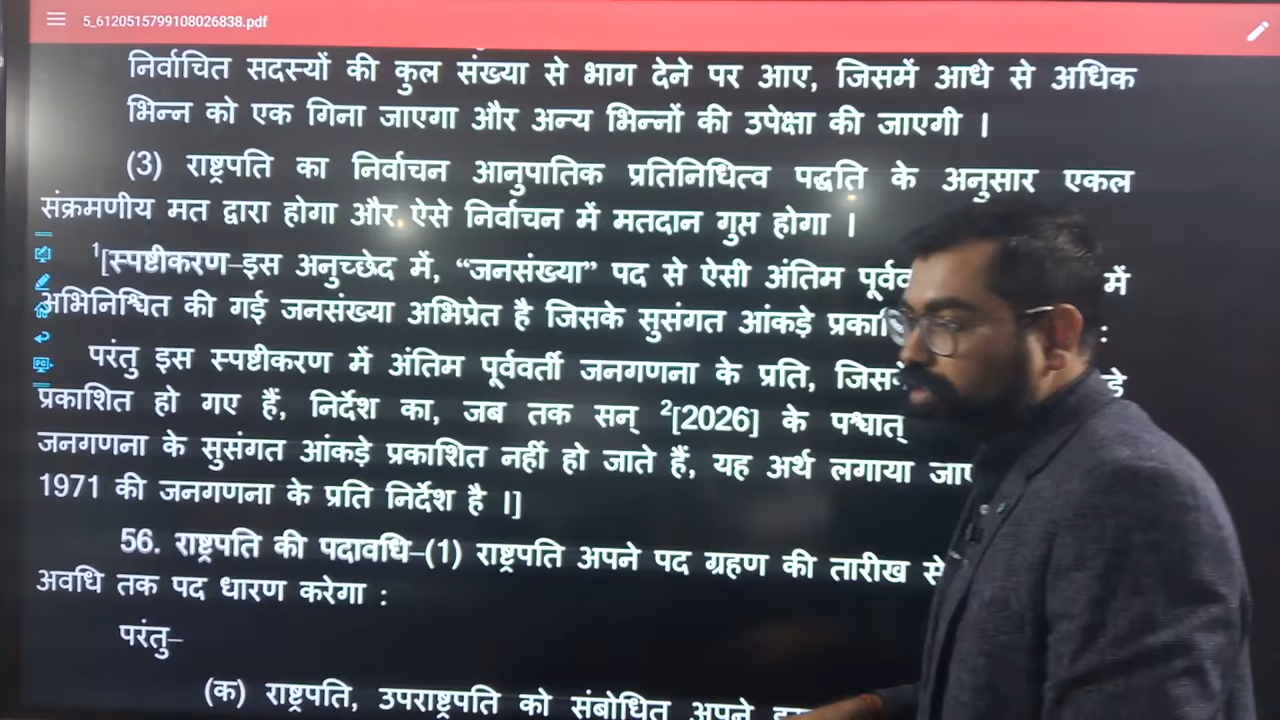 5_6120515799108026838.pdf
निर्वाचित सदस्यों की कुल संख्या से भाग देने पर आए, जिसमें आधे से अधिक
भिन्न को एक गिना जाएगा और अन्य भिन्नों की उपेक्षा की जाएगी ।
(3) राष्ट्रपति का निर्वाचन आनुपातिक प्रतिनिधित्व पद्धति के अनुसार एकल
संक्रमणीय मत द्वारा होगा और ऐसे निर्वाचन में मतदान गुप्त होगा ।
1[स्पष्टीकरण–इस अनुच्छेद में, “जनसंख्या” पद से ऐसी अंतिम में
अभिनिश्चित की गई जनसंख्या अभिप्रेत है जिसके सुसंगत आंकड़े :
परंतु इस स्पष्टीकरण में अंतिम पूर्ववर्ती जनगणना के प्रति,
प्रकाशित हो गए हैं, निर्देश का, जब तक सन् 2[2026] के पश्चात्
जनगणना के सुसंगत आंकड़े प्रकाशित नहीं हो जाते हैं, यह अर्थ लगाया
1971 की जनगणना के प्रति निर्देश है ।]
56. राष्ट्रपति की पदावधि–(1) राष्ट्रपति अपने पद ग्रहण की तारीख से
अवधि तक पद धारण करेगा :
परंतु–
(क) राष्ट्रपति, उपराष्ट्रपति को संबोधित अपने